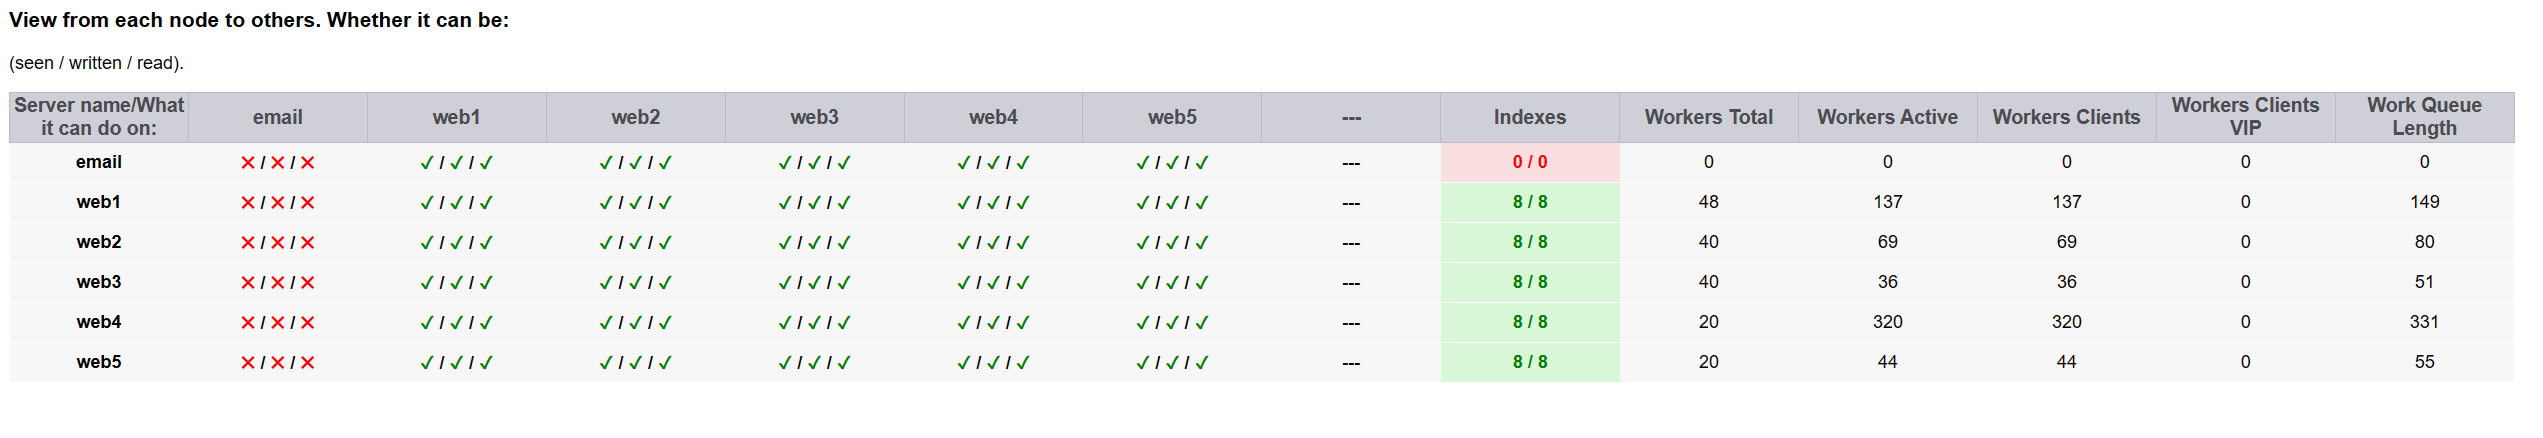 View from each node to others. Whether it can be:
(seen / written / read).
Server name/What it can do on: email web1 web2 web3 web4 web5 --- Indexes Workers Total Workers Active Workers Clients Workers Clients VIP Work Queue Length
email ✕ / ✕ / ✕ ✓ / ✓ / ✓ ✓ / ✓ / ✓ ✓ / ✓ / ✓ ✓ / ✓ / ✓ ✓ / ✓ / ✓ --- 0 / 0 0 0 0 0 0
web1 ✕ / ✕ / ✕ ✓ / ✓ / ✓ ✓ / ✓ / ✓ ✓ / ✓ / ✓ ✓ / ✓ / ✓ ✓ / ✓ / ✓ --- 8 / 8 48 137 137 0 149
web2 ✕ / ✕ / ✕ ✓ / ✓ / ✓ ✓ / ✓ / ✓ ✓ / ✓ / ✓ ✓ / ✓ / ✓ ✓ / ✓ / ✓ --- 8 / 8 40 69 69 0 80
web3 ✕ / ✕ / ✕ ✓ / ✓ / ✓ ✓ / ✓ / ✓ ✓ / ✓ / ✓ ✓ / ✓ / ✓ ✓ / ✓ / ✓ --- 8 / 8 40 36 36 0 51
web4 ✕ / ✕ / ✕ ✓ / ✓ / ✓ ✓ / ✓ / ✓ ✓ / ✓ / ✓ ✓ / ✓ / ✓ ✓ / ✓ / ✓ --- 8 / 8 20 320 320 0 331
web5 ✕ / ✕ / ✕ ✓ / ✓ / ✓ ✓ / ✓ / ✓ ✓ / ✓ / ✓ ✓ / ✓ / ✓ ✓ / ✓ / ✓ --- 8 / 8 20 44 44 0 55